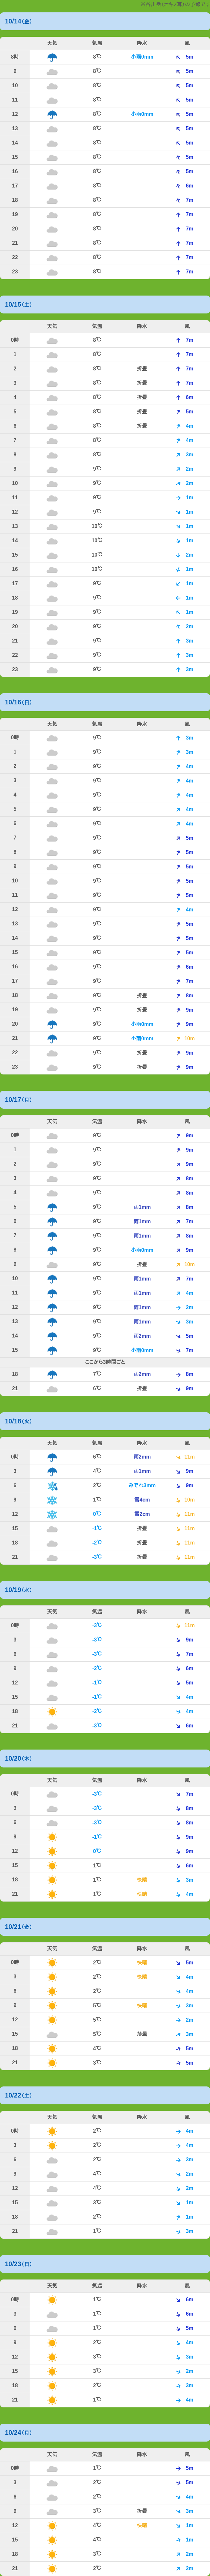 10/14(金)
天気 気温 降水 風
8時 8℃ 小雨0mm 5m
9 8℃ 5m
10 8℃ 5m
11 8℃ 5m
12 8℃ 小雨0mm 5m
13 8℃ 5m
14 8℃ 5m
15 8℃ 5m
16 8℃ 5m
17 8℃ 6m
18 8℃ 7m
19 8℃ 7m
20 8℃ 7m
21 8℃ 7m
22 8℃ 7m
23 8℃ 7m
10/15(土)
天気 気温 降水 風
0時 8℃ 7m
1 8℃ 7m
2 8℃ 折畳 7m
3 8℃ 折畳 7m
4 8℃ 折畳 6m
5 8℃ 折畳 5m
6 8℃ 折畳 4m
7 8℃ 4m
8 8℃ 3m
9 9℃ 2m
10 9℃ 2m
11 9℃ 1m
12 9℃ 1m
13 10℃ 1m
14 10℃ 1m
15 10℃ 2m
16 10℃ 1m
17 9℃ 1m
18 9℃ 1m
19 9℃ 1m
20 9℃ 2m
21 9℃ 3m
22 9℃ 3m
23 9℃ 3m
10/16(日)
天気 気温 降水 風
0時 9℃ 3m
1 9℃ 3m
2 9℃ 4m
3 9℃ 4m
4 9℃ 4m
5 9℃ 4m
6 9℃ 4m
7 9℃ 5m
8 9℃ 5m
9 9℃ 5m
10 9℃ 5m
11 9℃ 5m
12 9℃ 4m
13 9℃ 5m
14 9℃ 5m
15 9℃ 5m
16 9℃ 6m
17 9℃ 7m
18 9℃ 折畳 8m
19 9℃ 折畳 9m
20 9℃ 小雨0mm 9m
21 9℃ 小雨0mm 10m
22 9℃ 折畳 9m
23 9℃ 折畳 9m
10/17(月)
天気 気温 降水 風
0時 9℃ 9m
1 9℃ 9m
2 9℃ 9m
3 9℃ 8m
4 9℃ 8m
5 9℃ 雨1mm 8m
6 9℃ 雨1mm 7m
7 9℃ 雨1mm 8m
8 9℃ 小雨0mm 9m
9 9℃ 折畳 10m
10 9℃ 雨1mm 7m
11 9℃ 雨1mm 4m
12 9℃ 雨1mm 2m
13 9℃ 雨1mm 3m
14 9℃ 雨2mm 5m
15 9℃ 小雨0mm 7m
ここから3時間ごと
18 7℃ 雨2mm 8m
21 6℃ 折畳 9m
10/18(火)
天気 気温 降水 風
0時 6℃ 雨2mm 11m
3 4℃ 雨1mm 9m
6 2℃ みぞれ3mm 9m
9 1℃ 雪4cm 10m
12 0℃ 雪2cm 11m
15 -1℃ 折畳 11m
18 -2℃ 折畳 11m
21 -3℃ 折畳 11m
10/19(水)
天気 気温 降水 風
0時 -3℃ 11m
3 -3℃ 9m
6 -3℃ 7m
9 -2℃ 6m
12 -1℃ 5m
15 -1℃ 4m
18 -2℃ 4m
21 -3℃ 6m
10/20(木)
天気 気温 降水 風
0時 -3℃ 7m
3 -3℃ 8m
6 -3℃ 8m
9 -1℃ 9m
12 0℃ 9m
15 1℃ 6m
18 1℃ 快晴 3m
21 1℃ 快晴 4m
10/21(金)
天気 気温 降水 風
0時 2℃ 快晴 5m
3 2℃ 快晴 4m
6 2℃ 4m
9 5℃ 快晴 3m
12 5℃ 2m
15 5℃ 薄曇 3m
18 4℃ 5m
21 3℃ 5m
10/22(土)
天気 気温 降水 風
0時 2℃ 4m
3 2℃ 4m
6 2℃ 3m
9 4℃ 2m
12 4℃ 2m
15 3℃ 1m
18 2℃ 1m
21 1℃ 3m
10/23(日)
天気 気温 降水 風
0時 1℃ 6m
3 1℃ 6m
6 1℃ 5m
9 2℃ 4m
12 3℃ 3m
15 3℃ 2m
18 2℃ 3m
21 1℃ 4m
10/24(月)
天気 気温 降水 風
0時 1℃ 5m
3 2℃ 5m
6 2℃ 4m
9 3℃ 折畳 3m
12 4℃ 快晴 1m
15 4℃ 1m
18 3℃ 2m
21 2℃ 2m